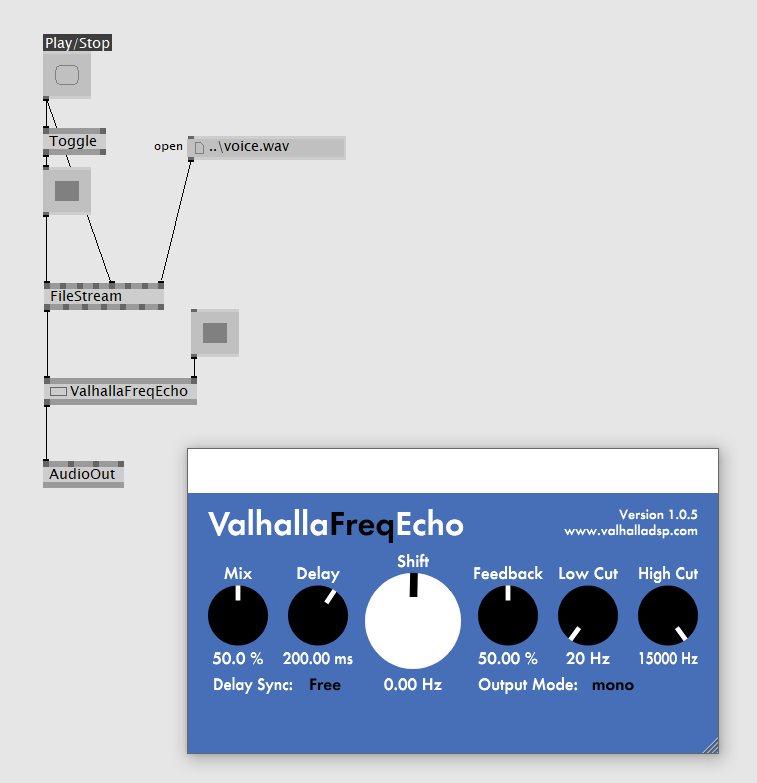 Play/Stop
Toggle
open
..\voice.wav
FileStream
ValhallaFreqEcho
AudioOut
ValhallaFreqEcho
Version 1.0.5
www.valhalladsp.com
Mix
Delay
Shift
Feedback
Low Cut
High Cut
50.0 %
200.00 ms
0.00 Hz
50.00 %
20 Hz
15000 Hz
Delay Sync: Free
Output Mode: mono